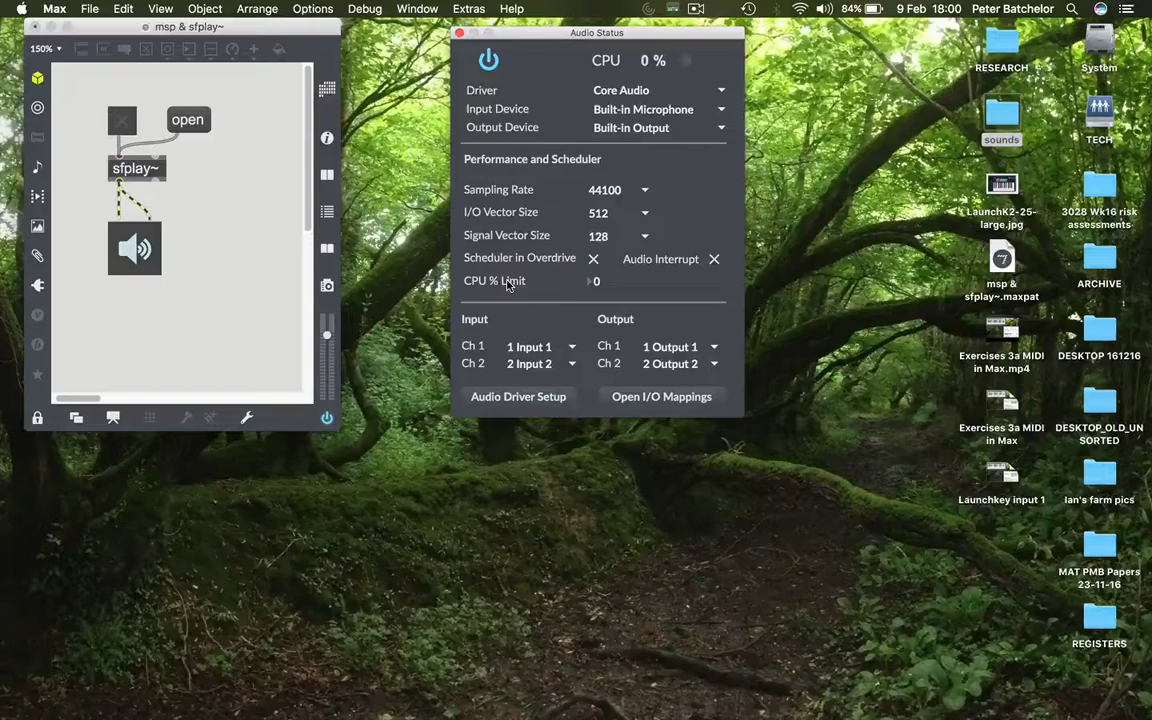 Max File Edit View Object Arrange Options Debug Window Extras Help
84% 9 Feb 18:00 Peter Batchelor
msp & sfplay~
150%
open
sfplay~
Audio Status
CPU 0 %
Driver Core Audio
Input Device Built-in Microphone
Output Device Built-in Output
Performance and Scheduler
Sampling Rate 44100
I/O Vector Size 512
Signal Vector Size 128
Scheduler in Overdrive Audio Interrupt
CPU % Limit 0
Input Output
Ch 1 1 Input 1 Ch 1 1 Output 1
Ch 2 2 Input 2 Ch 2 2 Output 2
Audio Driver Setup Open I/O Mappings
RESEARCH
System
sounds
TECH
LaunchK2-25-
large.jpg
3028 Wk16 risk
assessments
msp &
sfplay~.maxpat
ARCHIVE
Exercises 3a MIDI
in Max.mp4
DESKTOP 161216
Exercises 3a MIDI
in Max
DESKTOP_OLD_UN
SORTED
Launchkey input 1
Ian's farm pics
MAT PMB Papers
23-11-16
REGISTERS